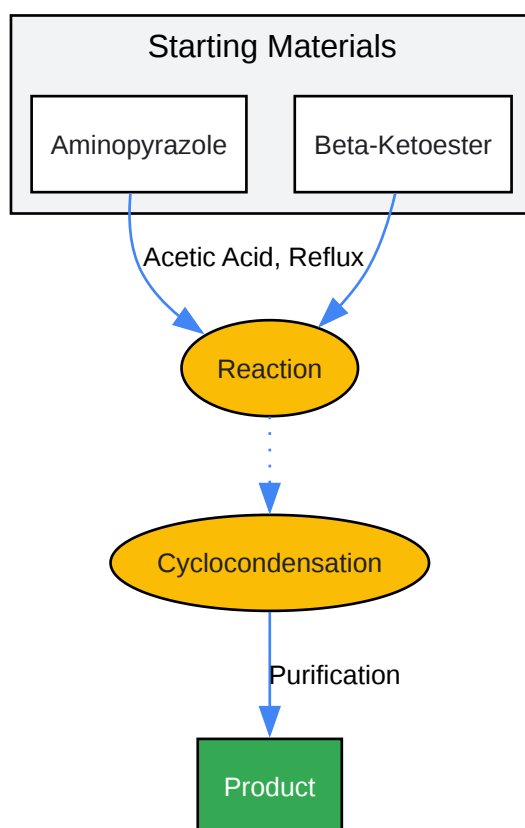 Starting Materials
Aminopyrazole
Beta-Ketoester
Acetic Acid, Reflux
Reaction
Cyclocondensation
Purification
Product